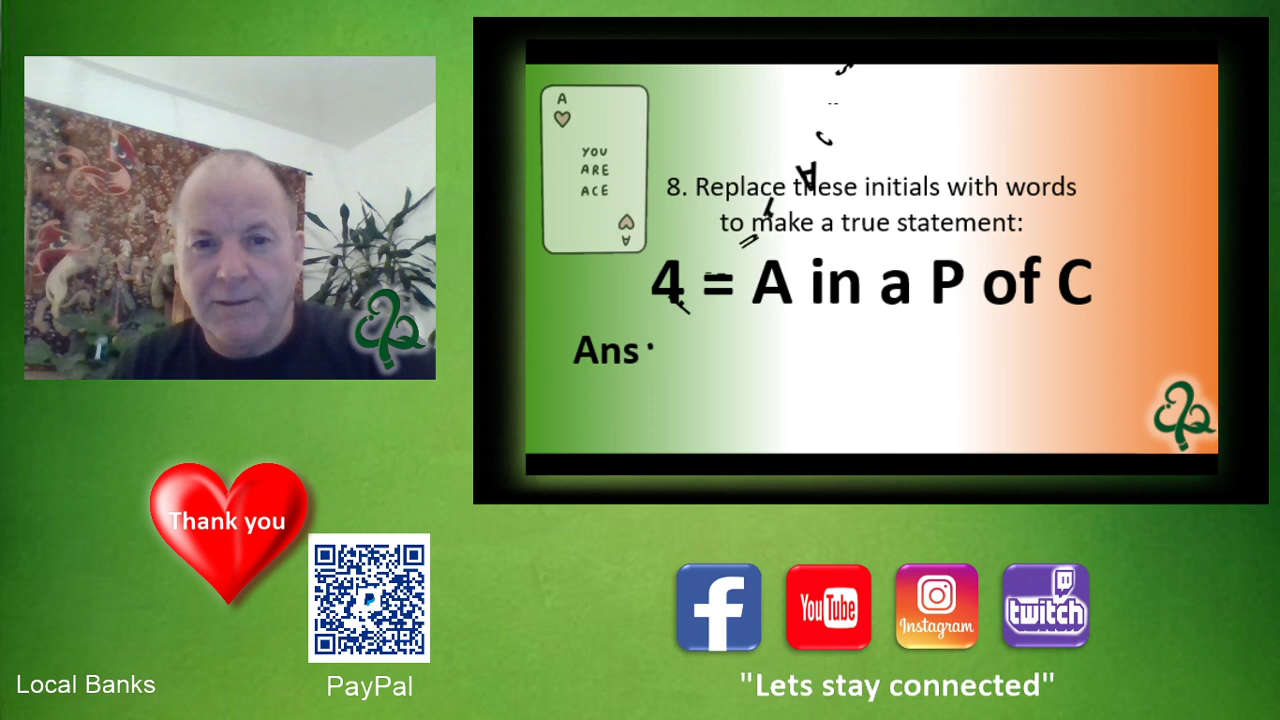 A
YOU
ARE
ACE
A
8. Replace these initials with words
to make a true statement:
4 = A in a P of C
Ans
Thank you
Local Banks
PayPal
f
YouTube
Instagram
twitch
"Lets stay connected"